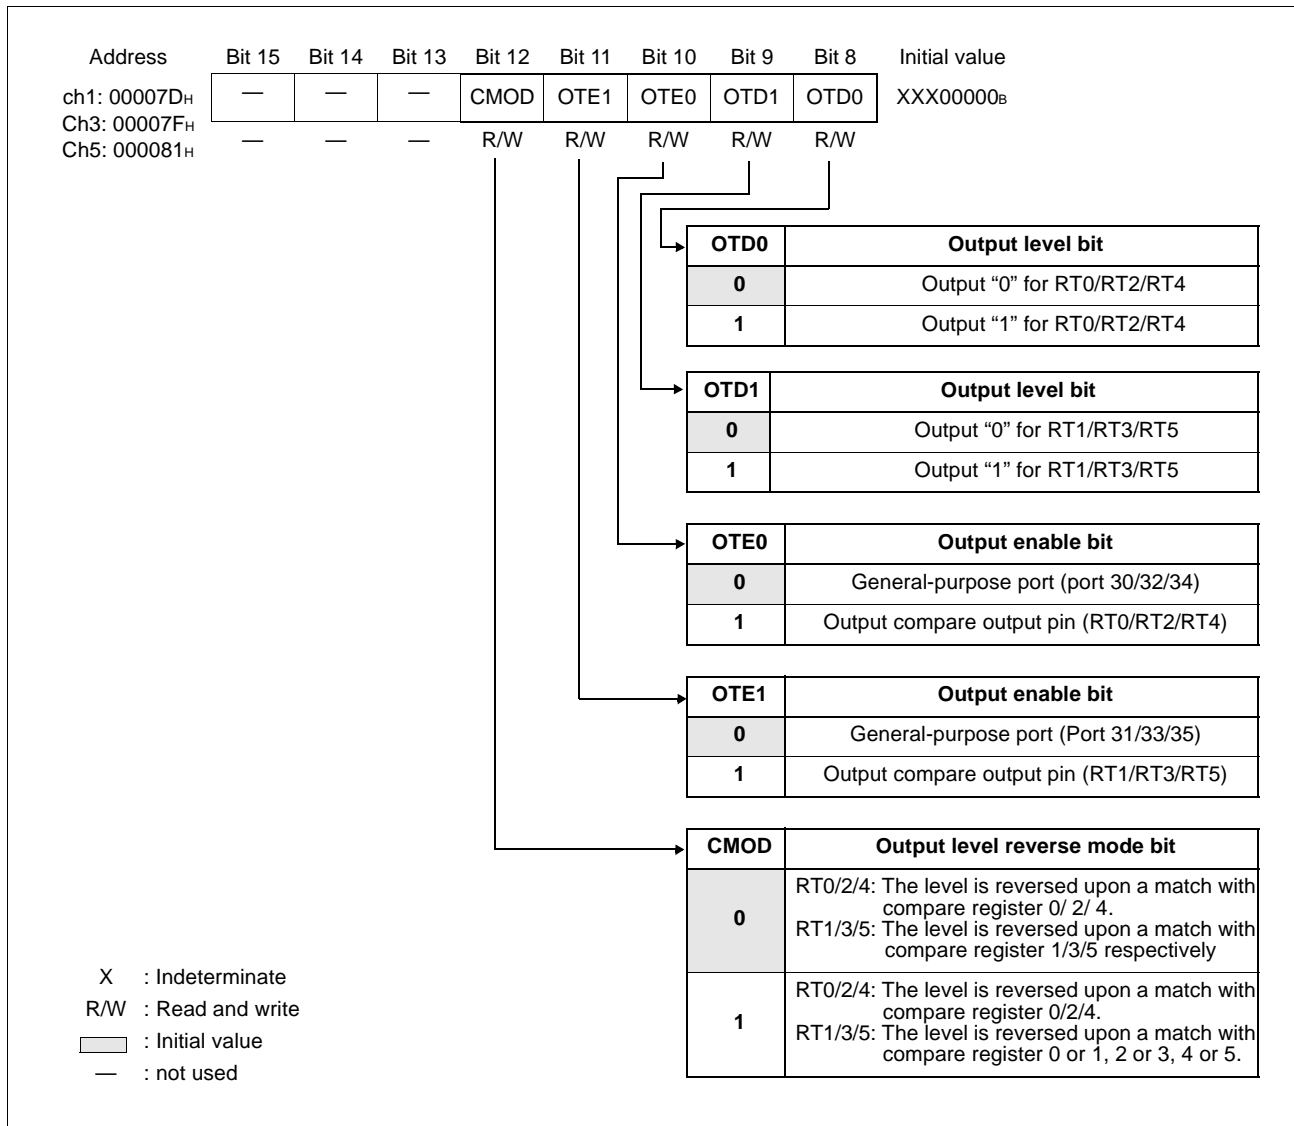 Address Bit 15 Bit 14 Bit 13 Bit 12 Bit 11 Bit 10 Bit 9 Bit 8 Initial value
ch1: 00007DH — — — CMOD OTE1 OTE0 OTD1 OTD0 XXX00000B
Ch3: 00007FH
Ch5: 000081H — — — R/W R/W R/W R/W R/W
OTD0 Output level bit
0 Output “0” for RT0/RT2/RT4
1 Output “1” for RT0/RT2/RT4
OTD1 Output level bit
0 Output “0” for RT1/RT3/RT5
1 Output “1” for RT1/RT3/RT5
OTE0 Output enable bit
0 General-purpose port (port 30/32/34)
1 Output compare output pin (RT0/RT2/RT4)
OTE1 Output enable bit
0 General-purpose port (Port 31/33/35)
1 Output compare output pin (RT1/RT3/RT5)
CMOD Output level reverse mode bit
0 RT0/2/4: The level is reversed upon a match with
compare register 0/ 2/ 4.
RT1/3/5: The level is reversed upon a match with
compare register 1/3/5 respectively
1 RT0/2/4: The level is reversed upon a match with
compare register 0/2/4.
RT1/3/5: The level is reversed upon a match with
compare register 0 or 1, 2 or 3, 4 or 5.
X : Indeterminate
R/W : Read and write
: Initial value
— : not used